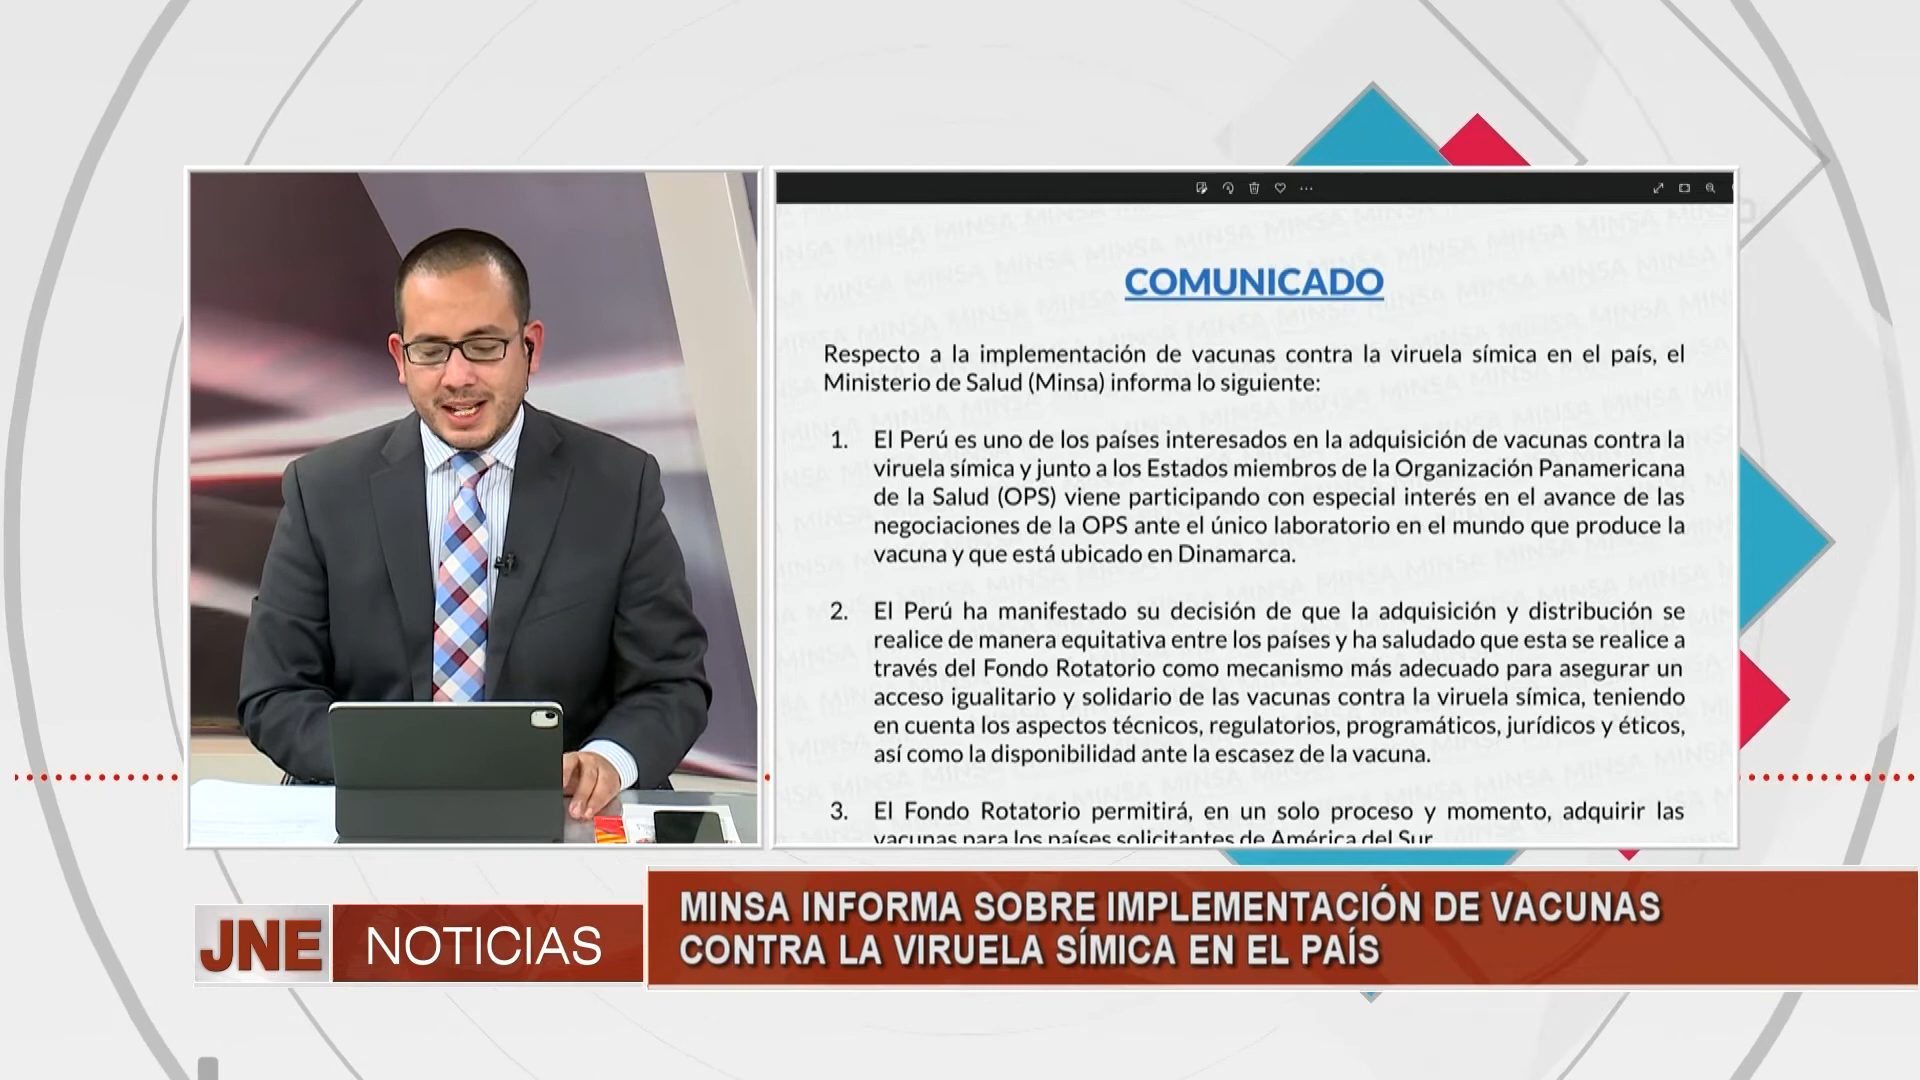 COMUNICADO
Respecto a la implementación de vacunas contra la viruela símica en el país, el
Ministerio de Salud (Minsa) informa lo siguiente:
1. El Perú es uno de los países interesados en la adquisición de vacunas contra la
viruela símica y junto a los Estados miembros de la Organización Panamericana
de la Salud (OPS) viene participando con especial interés en el avance de las
negociaciones de la OPS ante el único laboratorio en el mundo que produce la
vacuna y que está ubicado en Dinamarca.
2. El Perú ha manifestado su decisión de que la adquisición y distribución se
realice de manera equitativa entre los países y ha saludado que esta se realice a
través del Fondo Rotatorio como mecanismo más adecuado para asegurar un
acceso igualitario y solidario de las vacunas contra la viruela símica, teniendo
en cuenta los aspectos técnicos, regulatorios, programáticos, jurídicos y éticos,
así como la disponibilidad ante la escasez de la vacuna.
3. El Fondo Rotatorio permitirá, en un solo proceso y momento, adquirir las
vacunas para los países solicitantes de América del Sur.
JNE NOTICIAS
MINSA INFORMA SOBRE IMPLEMENTACIÓN DE VACUNAS
CONTRA LA VIRUELA SÍMICA EN EL PAÍS